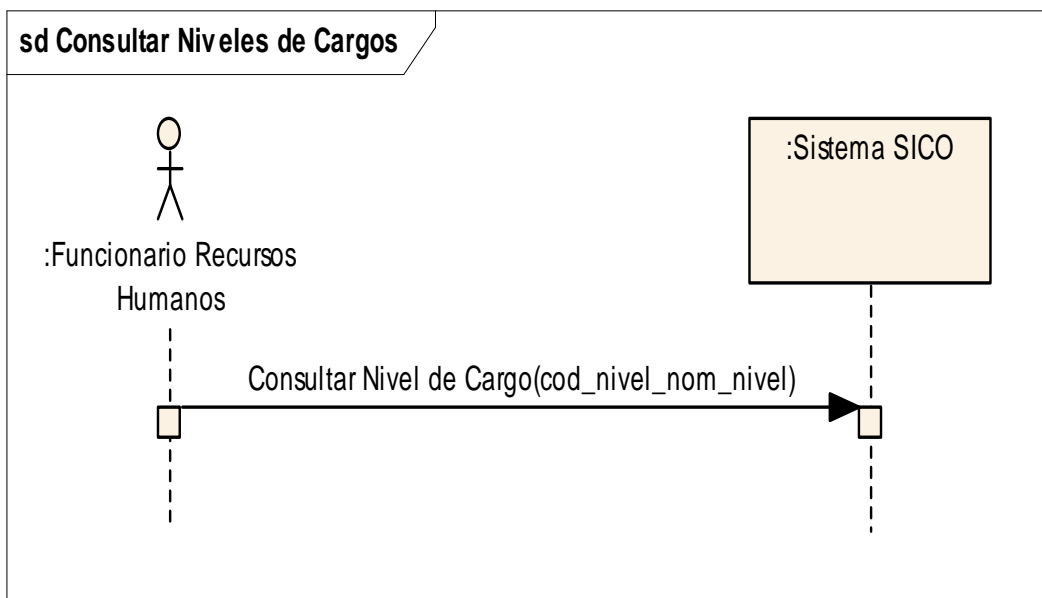 sd Consultar Niveles de Cargos
:Sistema SICO
:Funcionario Recursos
Humanos
Consultar Nivel de Cargo(cod_nivel_nom_nivel)